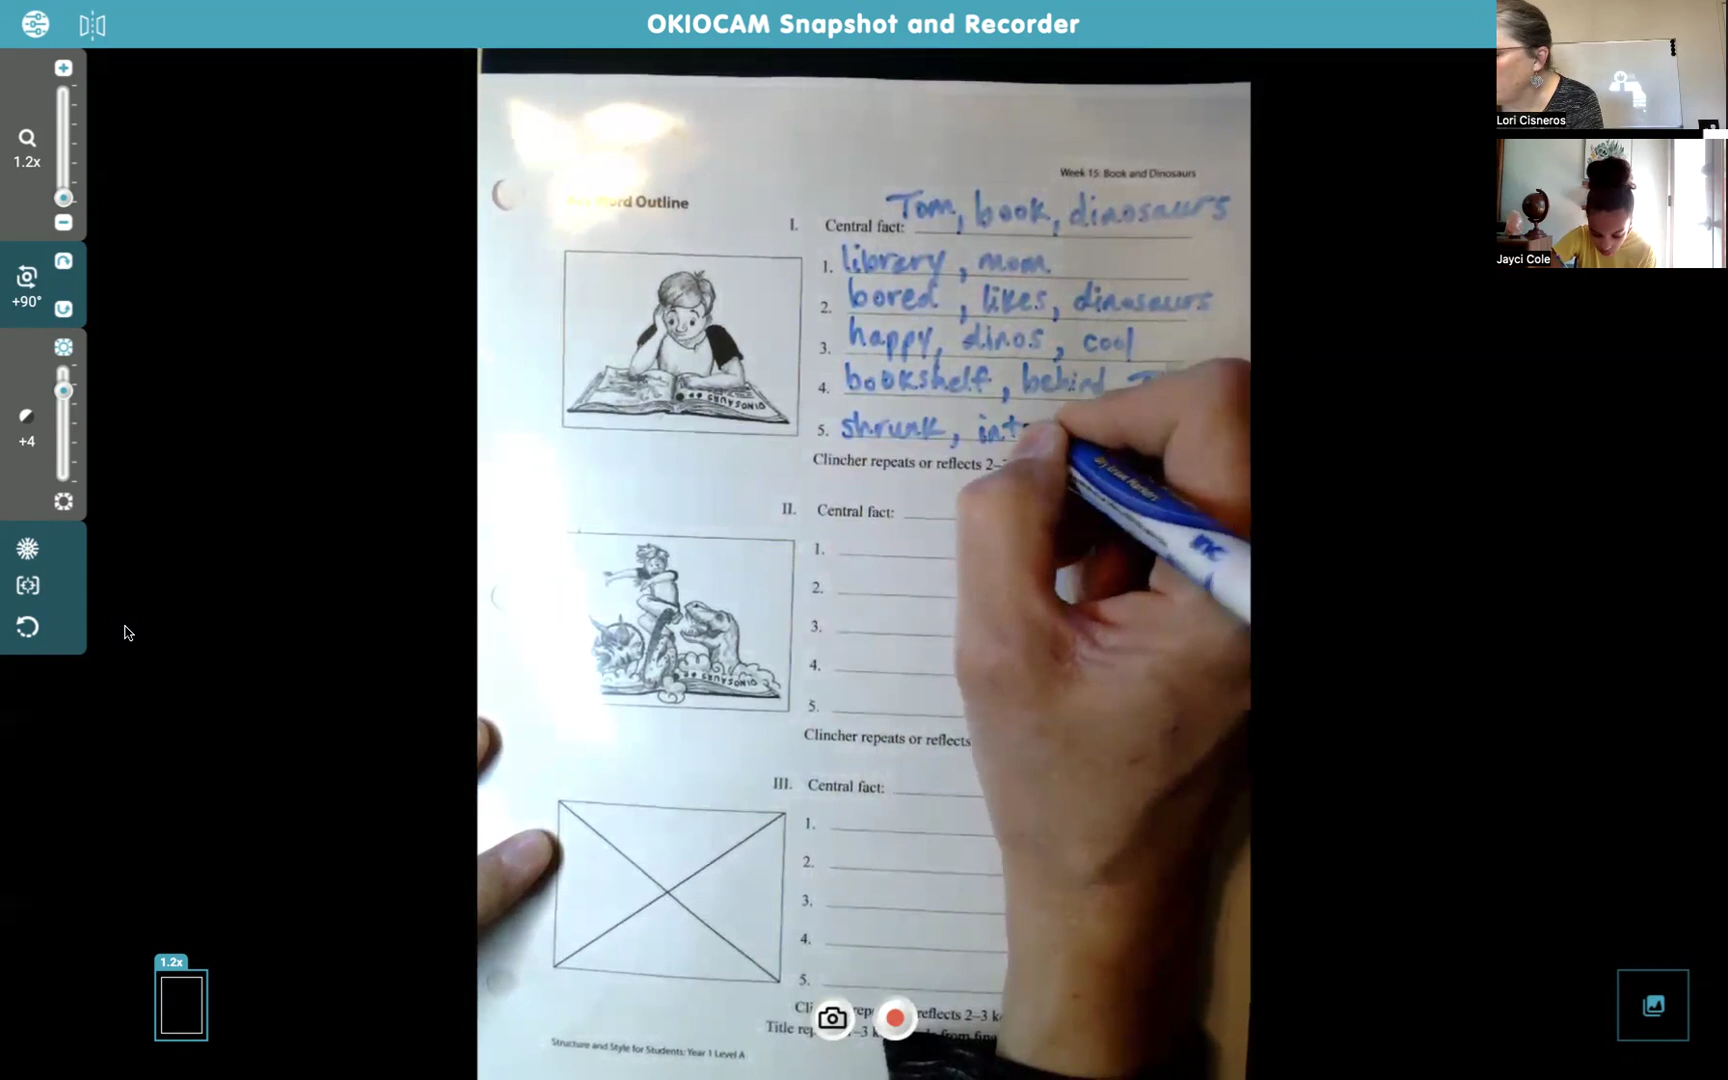 OKIOCAM Snapshot and Recorder
Lori Cisneros
Jayci Cole
1.2x
+90°
+4
1.2x
Week 15: Book and Dinosaurs
Outline
I. Central fact: Tom, book, dinosaurs
1. library, mom
2. bored, likes, dinosaurs
3. happy, dinos, cool
4. bookshelf, behind
5. shrunk,
Clincher repeats or reflects 2–
DINOSAURS
II. Central fact:
1.
2.
3.
4.
5.
DINOSAURS
Clincher repeats or reflects
III. Central fact:
1.
2.
3.
4.
5.
reflects 2–3
Title
from
Structure and Style for Students: Year 1 Level A